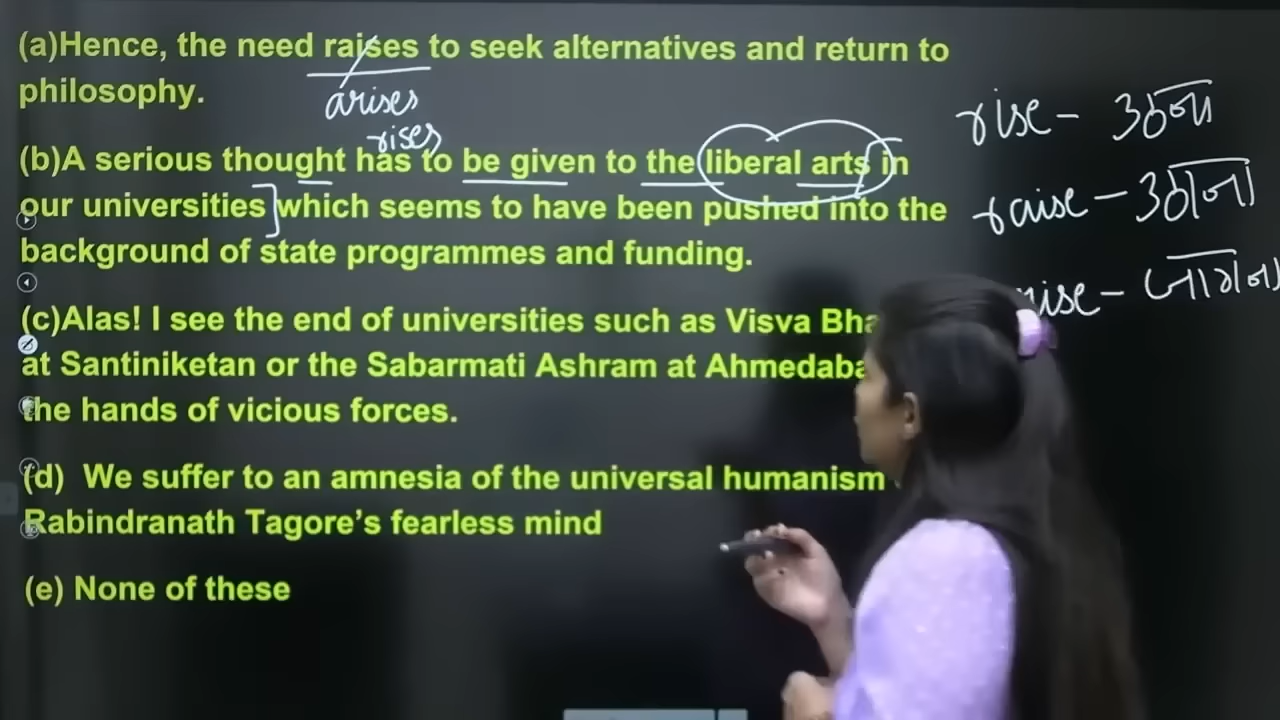 (a)Hence, the need raises to seek alternatives and return to
philosophy.
arises
rises
(b)A serious thought has to be given to the liberal arts in
our universities which seems to have been pushed into the
background of state programmes and funding.
(c)Alas! I see the end of universities such as Visva
at Santiniketan or the Sabarmati Ashram at
the hands of vicious forces.
(d) We suffer to an amnesia of the universal humanism
Rabindranath Tagore’s fearless mind
(e) None of these
rise - उठना
raise - उठाना
- जागना